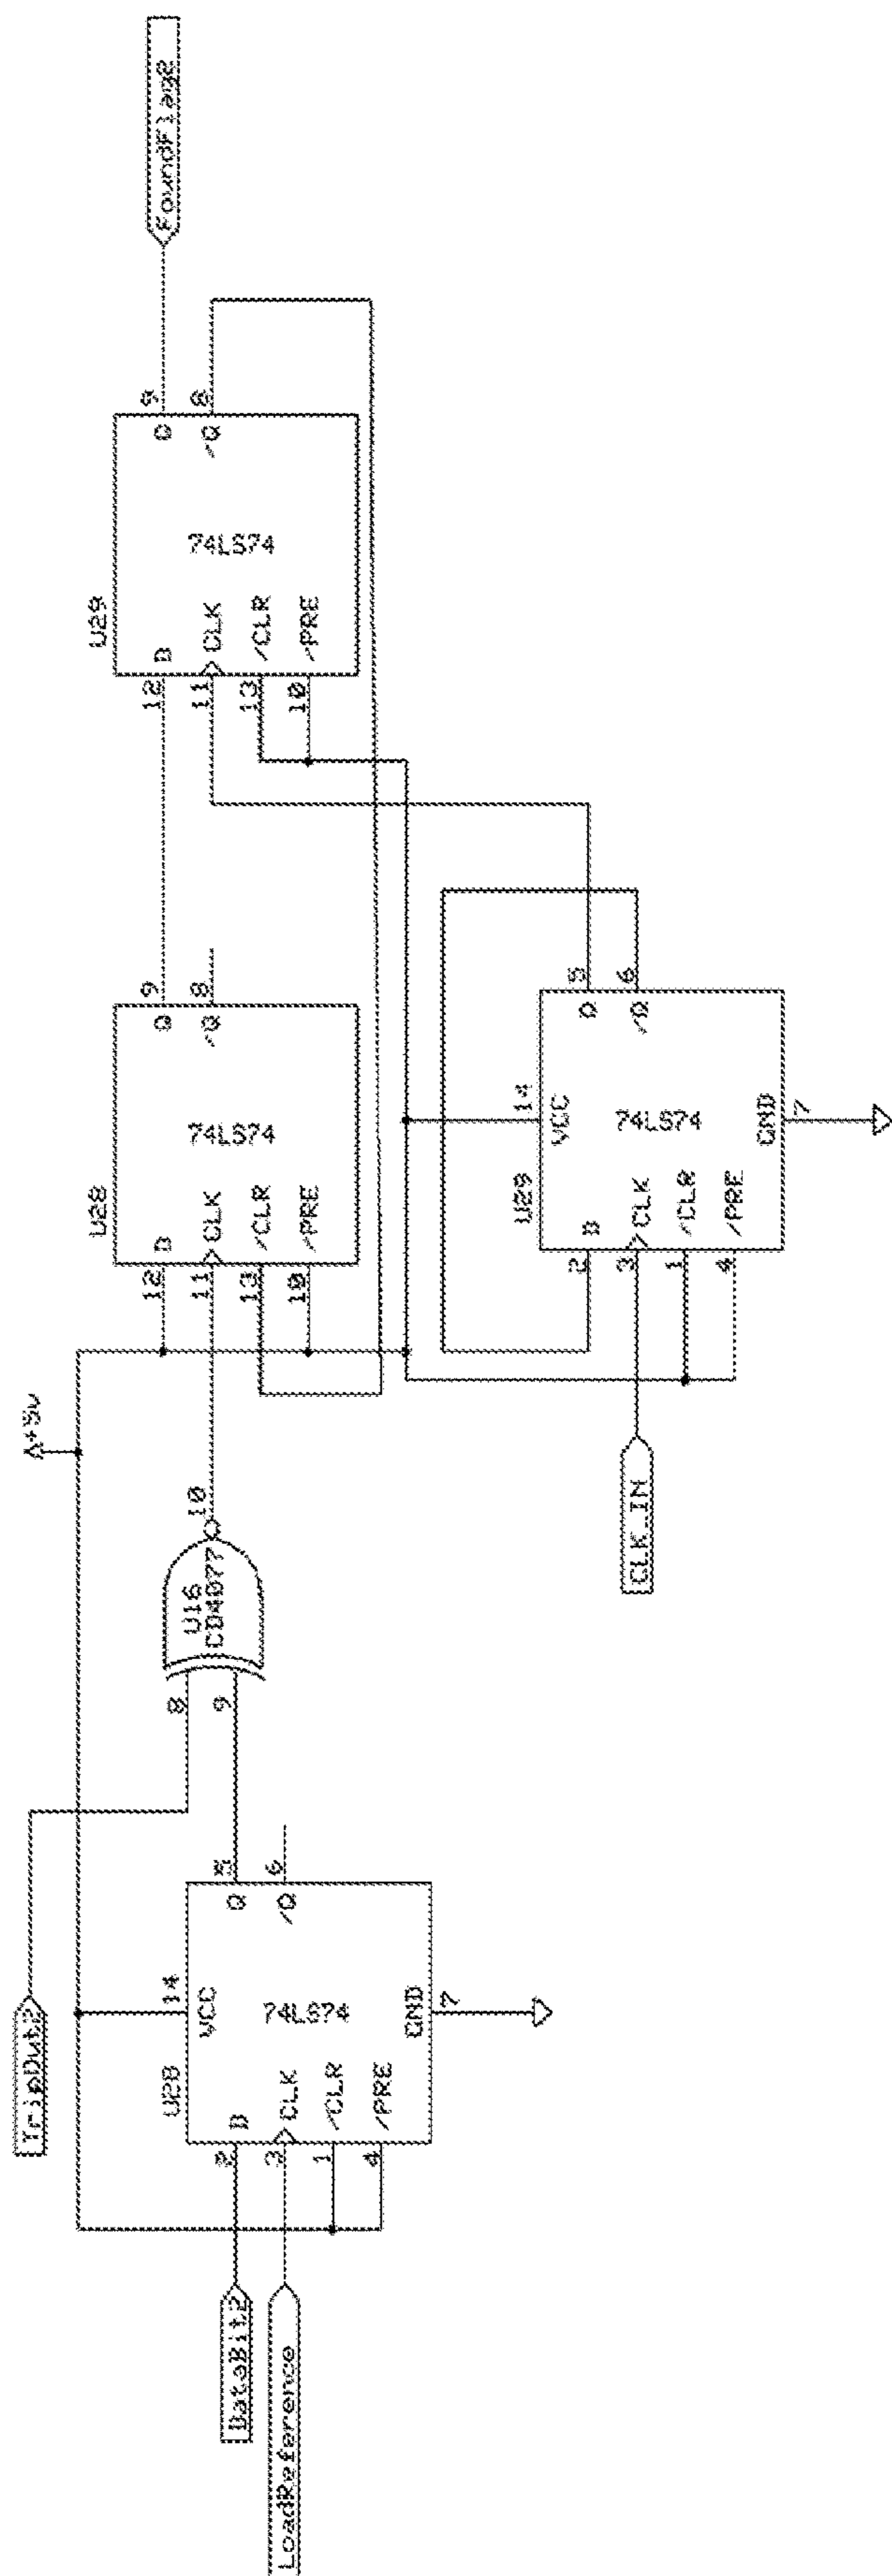 TripOut2
DataBit2
LoadReference
U28
14
VCC
2
D
3
CLK
1
/CLR
4
/PRE
74LS74
Q
5
/Q
6
GND
7
8
9
U16
CD4077
10
+5v
U28
12
D
11
CLK
13
/CLR
10
/PRE
74LS74
Q
9
/Q
8
CLK_IN
U29
14
VCC
2
D
3
CLK
1
/CLR
4
/PRE
74LS74
Q
5
/Q
6
GND
7
U29
12
D
11
CLK
13
/CLR
10
/PRE
74LS74
Q
9
/Q
8
FoundFlag2